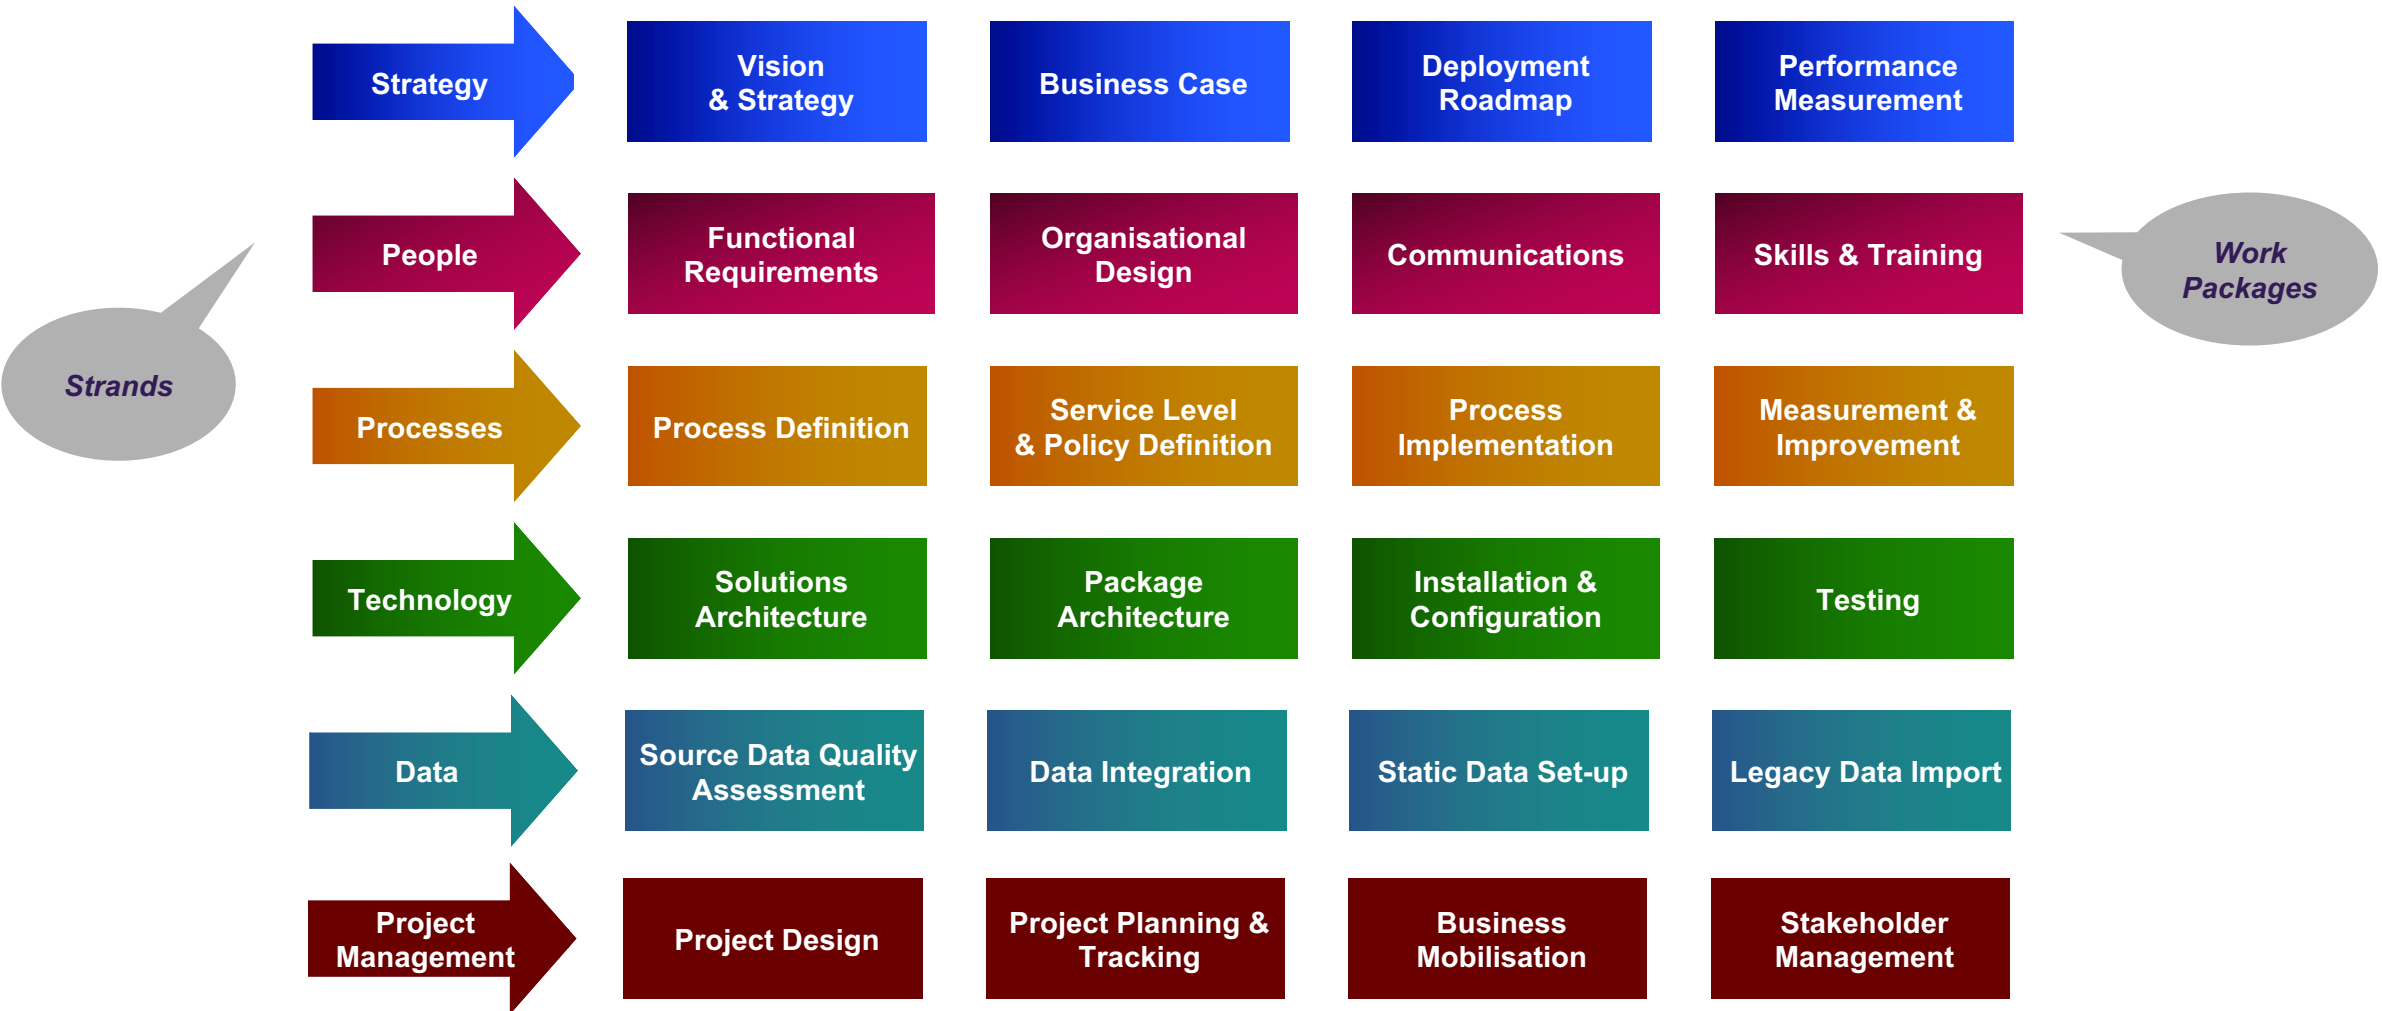 Strategy
Vision
& Strategy
Business Case
Deployment
Roadmap
Performance
Measurement
People
Functional
Requirements
Organisational
Design
Communications
Skills & Training
Work
Packages
Strands
Processes
Process Definition
Service Level
& Policy Definition
Process
Implementation
Measurement &
Improvement
Technology
Solutions
Architecture
Package
Architecture
Installation &
Configuration
Testing
Data
Source Data Quality
Assessment
Data Integration
Static Data Set-up
Legacy Data Import
Project
Management
Project Design
Project Planning &
Tracking
Business
Mobilisation
Stakeholder
Management